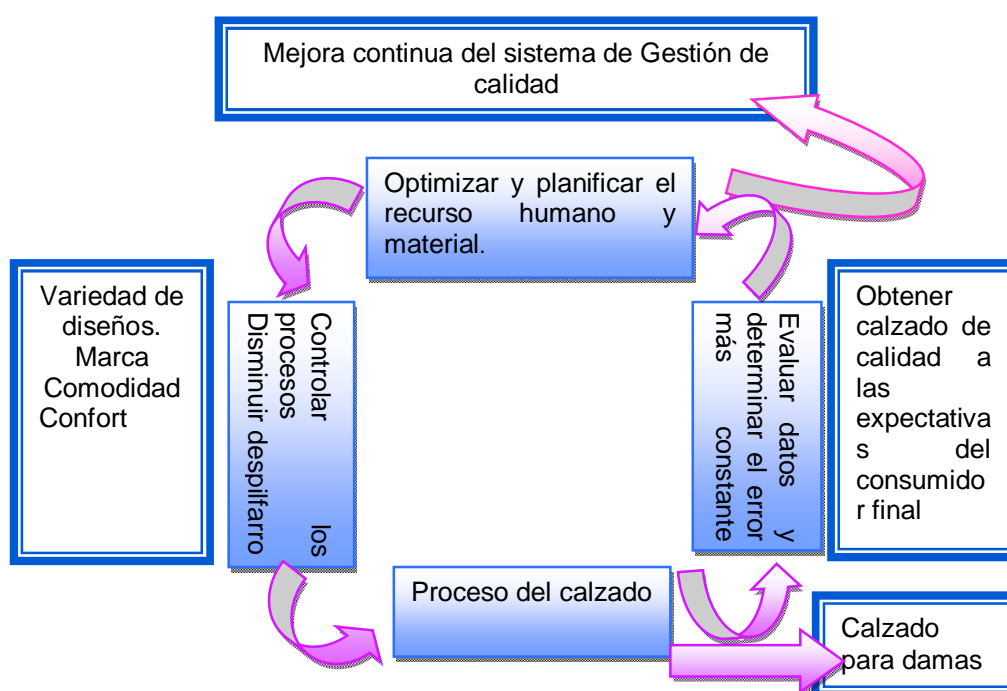 Mejora continua del sistema de Gestión de
calidad
Optimizar y planificar el
recurso humano y
material.
Variedad de
diseños.
Marca
Comodidad
Confort
Controlar los
procesos
Disminuir despilfarro
Evaluar datos y
determinar el error
más constante
Obtener
calzado de
calidad a
las
expectativa
s del
consumido
r final
Proceso del calzado
Calzado
para damas